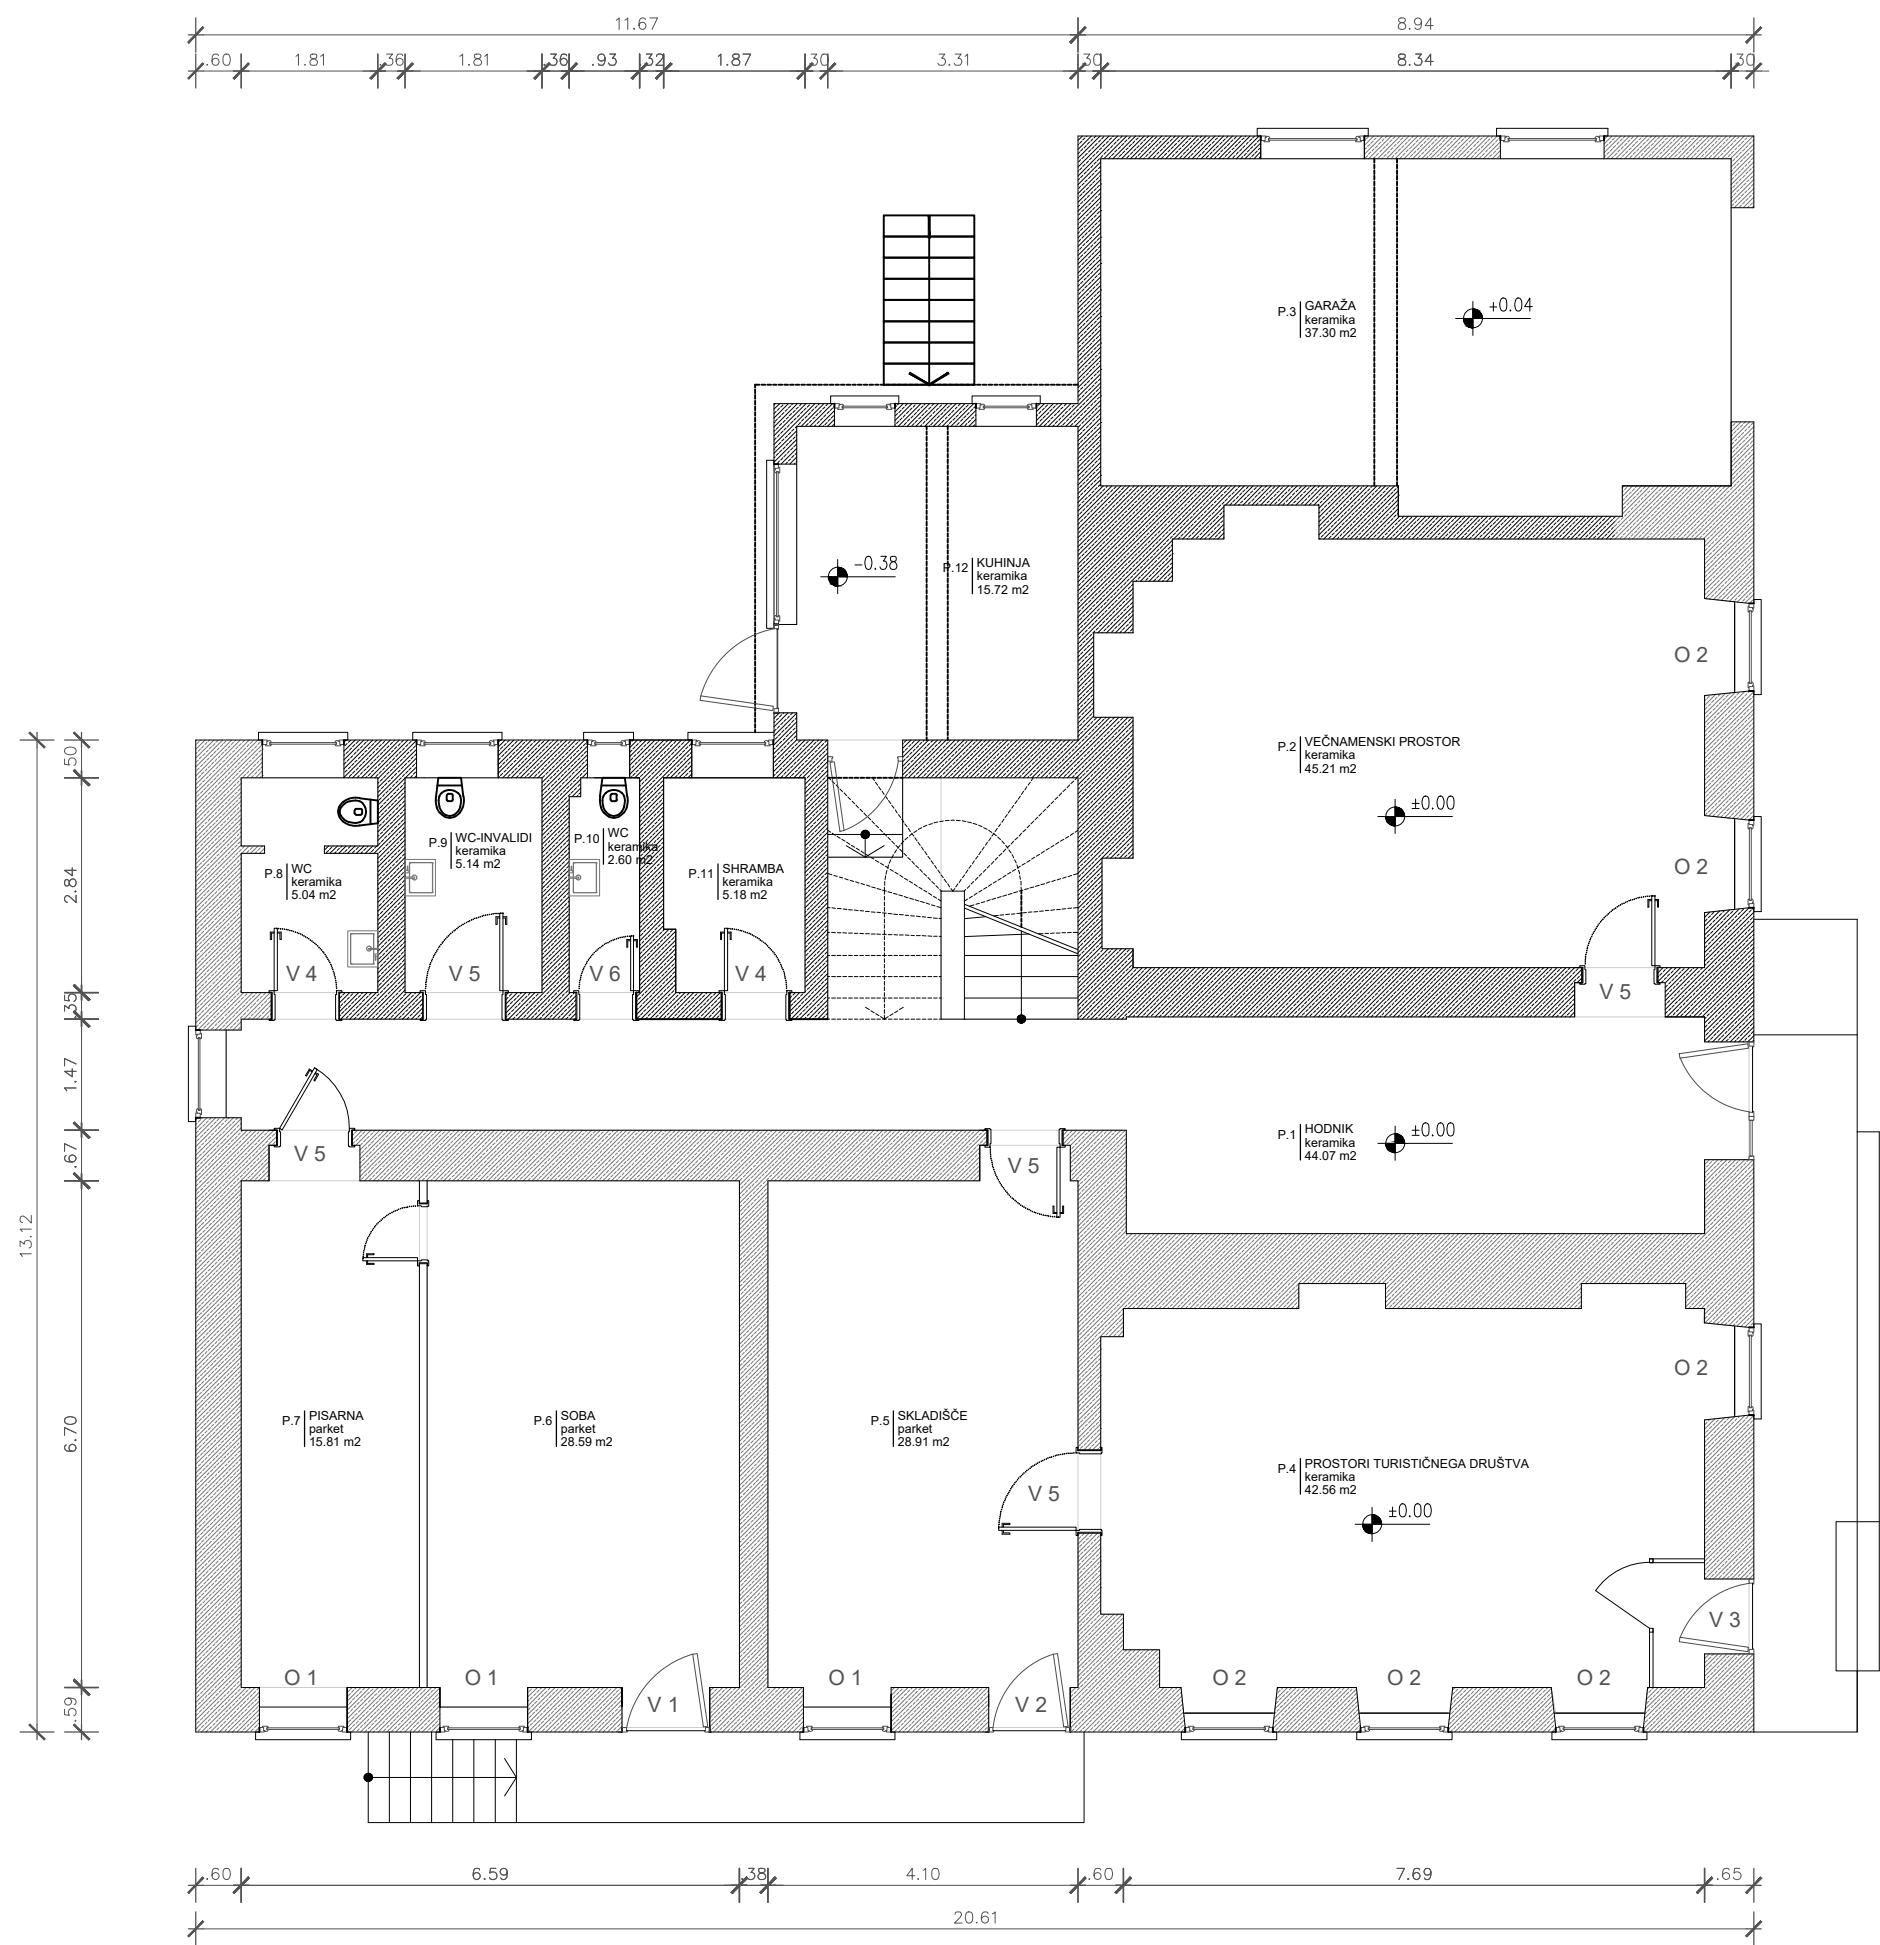 11.67
8.94
.60
1.81
.36
1.81
.36
.93
.32
1.87
.30
3.31
.30
8.34
.30
P.3
GARAŽA
keramika
37.30 m2
+0.04
-0.38
P.12
KUHINJA
keramika
15.72 m2
O 2
P.2
VEČNAMENSKI PROSTOR
keramika
45.21 m2
±0.00
O 2
P.8
WC
keramika
5.04 m2
P.9
WC-INVALIDI
keramika
5.14 m2
P.10
WC
keramika
2.60 m2
P.11
SHRAMBA
keramika
5.18 m2
V 4
V 5
V 6
V 4
V 5
V 5
V 5
P.1
HODNIK
keramika
44.07 m2
±0.00
13.12
.50
2.84
.35
1.47
.67
6.70
.59
O 2
P.7
PISARNA
parket
15.81 m2
P.6
SOBA
parket
28.59 m2
P.5
SKLADIŠČE
parket
28.91 m2
V 5
P.4
PROSTORI TURISTIČNEGA DRUŠTVA
keramika
42.56 m2
±0.00
V 3
O 1
O 1
V 1
O 1
V 2
O 2
O 2
O 2
.60
6.59
.38
4.10
.60
7.69
.65
20.61